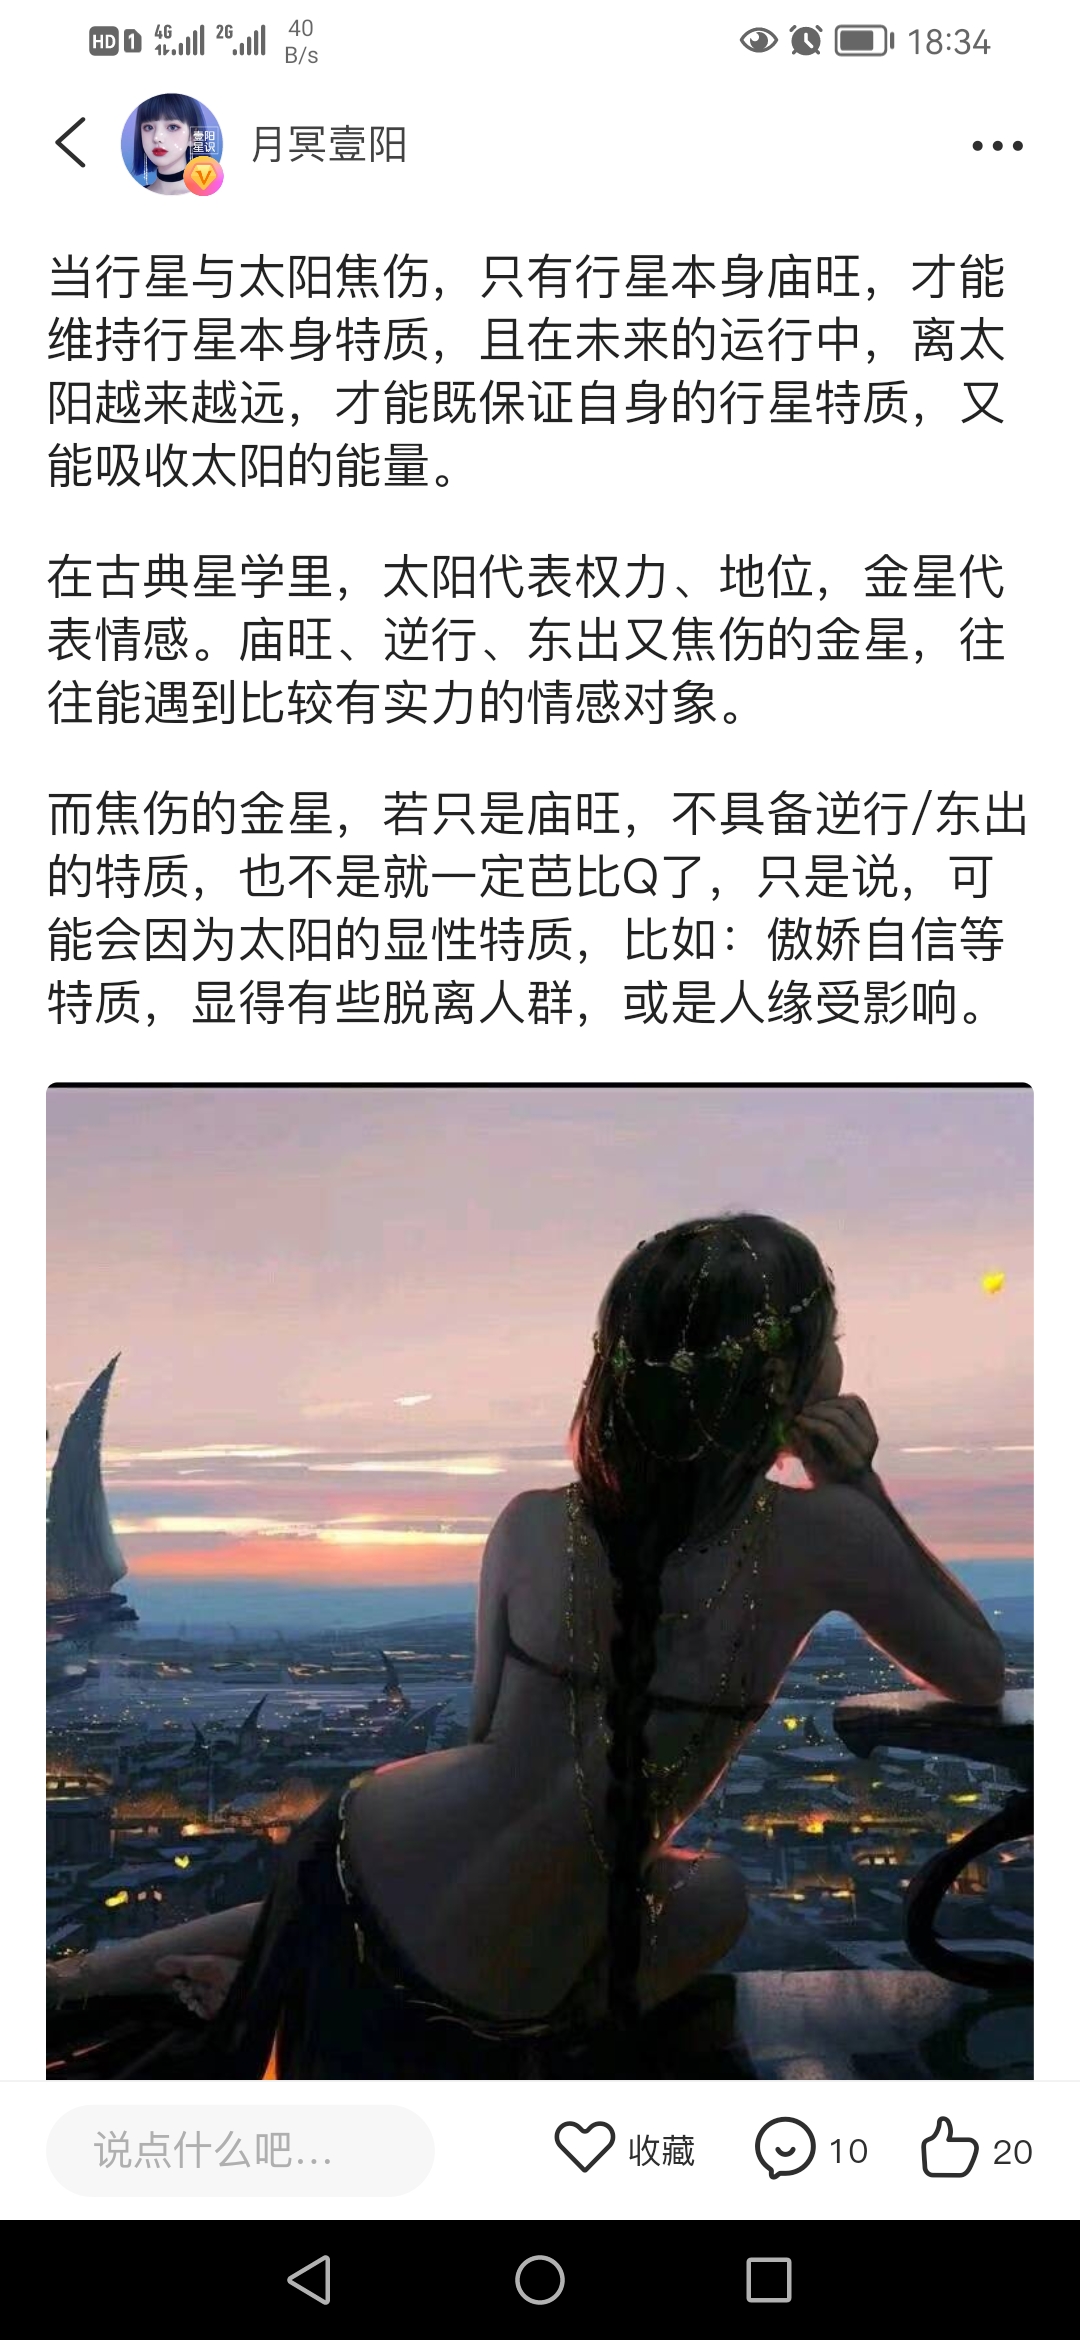 HD 1 4G 2G 40 B/s 18:34
壹阳
星识
月冥壹阳
当行星与太阳焦伤，只有行星本身庙旺，才能
维持行星本身特质，且在未来的运行中，离太
阳越来越远，才能既保证自身的行星特质，又
能吸收太阳的能量。
在古典星学里，太阳代表权力、地位，金星代
表情感。庙旺、逆行、东出又焦伤的金星，往
往能遇到比较有实力的情感对象。
而焦伤的金星，若只是庙旺，不具备逆行/东出
的特质，也不是就一定芭比Q了，只是说，可
能会因为太阳的显性特质，比如：傲娇自信等
特质，显得有些脱离人群，或是人缘受影响。
说点什么吧... 收藏 10 20